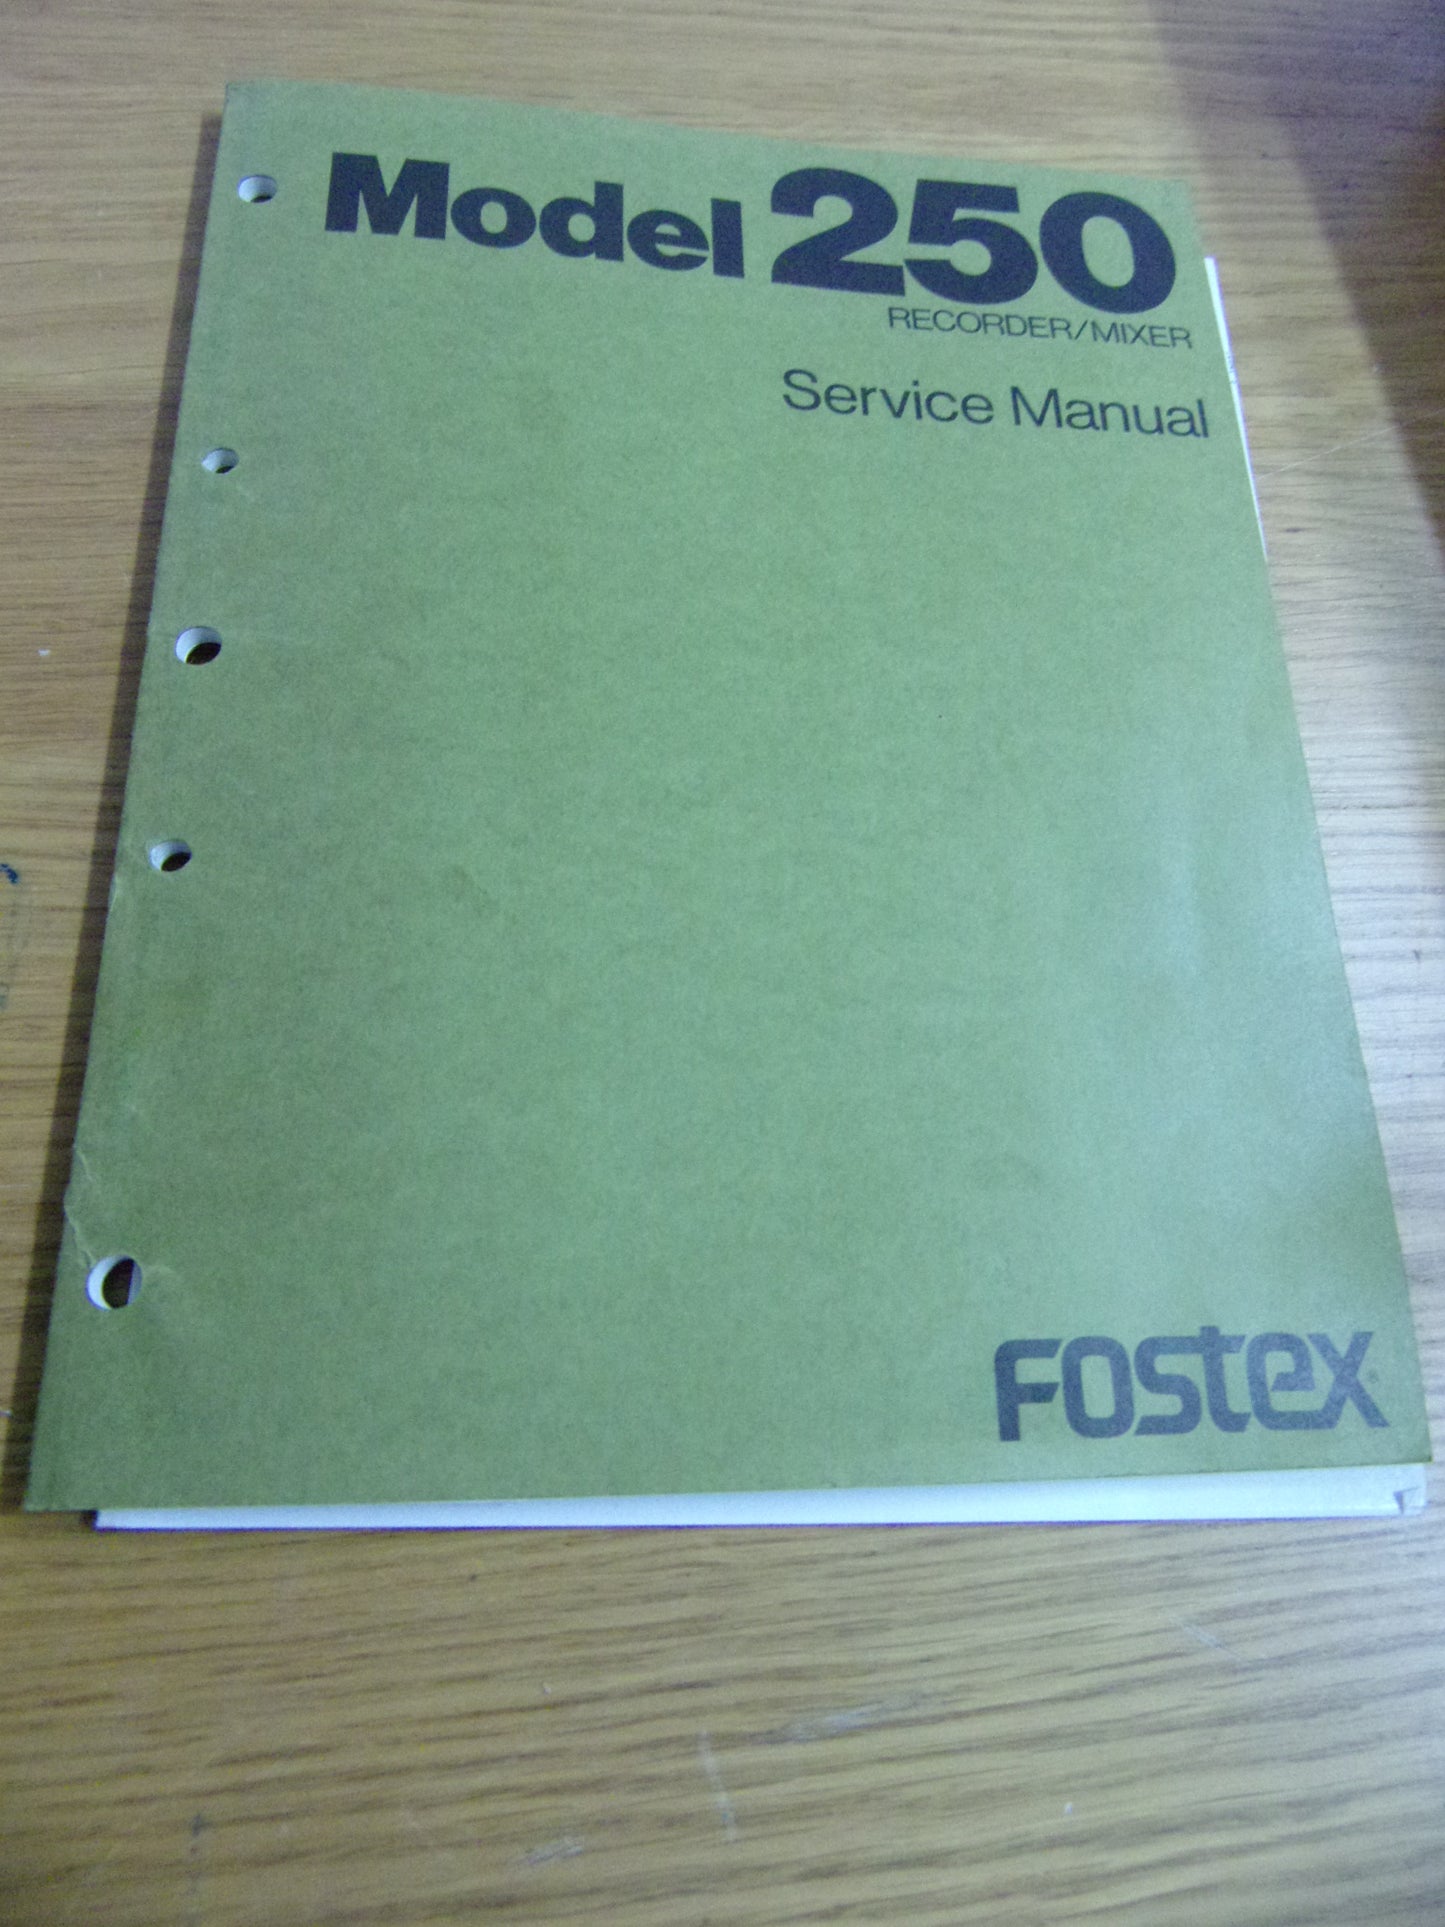 Model 250
RECORDER/MIXER
Service Manual
FOSTEX®